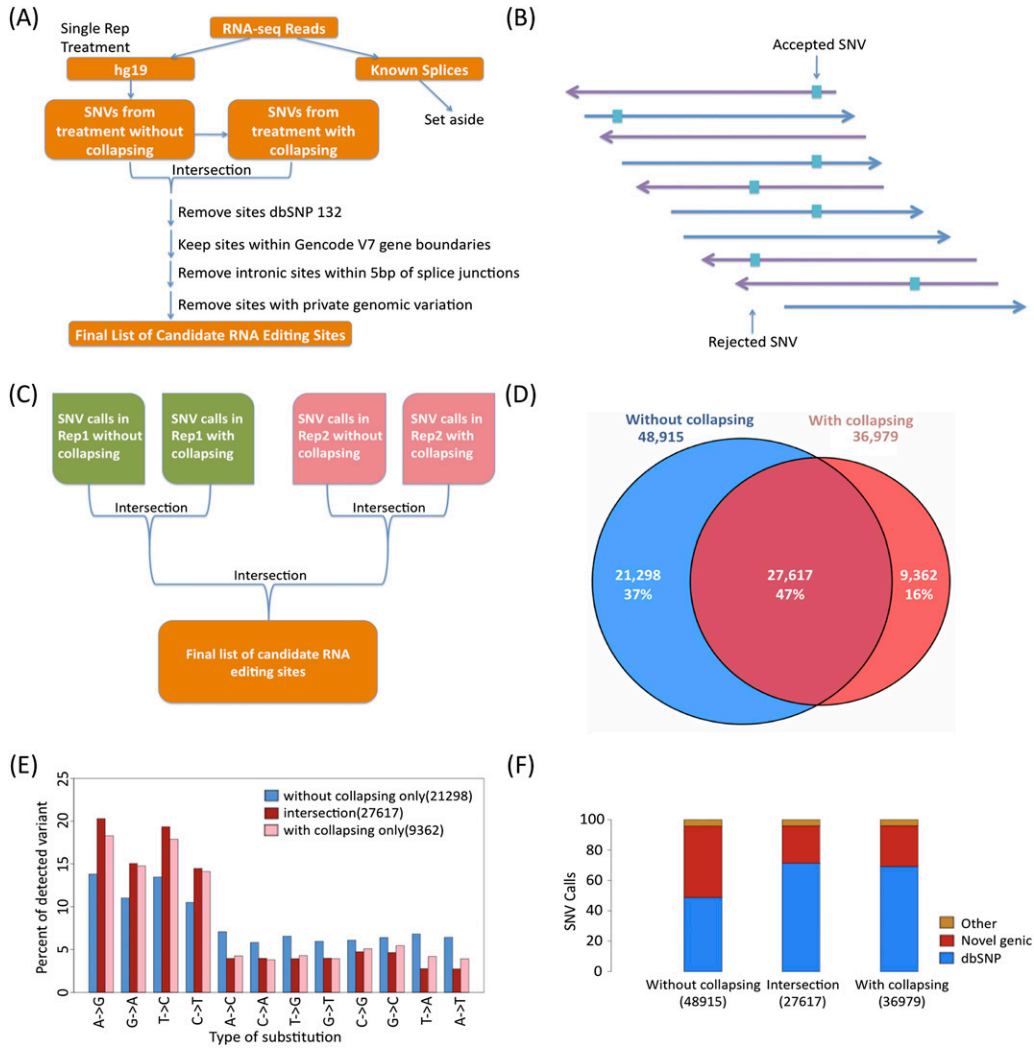 (A)
Single Rep
Treatment
RNA-seq Reads
hg19
Known Splices
SNVs from
treatment without
collapsing
SNVs from
treatment with
collapsing
Set aside
Intersection
Remove sites dbSNP 132
Keep sites within Gencode V7 gene boundaries
Remove intronic sites within 5bp of splice junctions
Remove sites with private genomic variation
Final List of Candidate RNA Editing Sites
(B)
Accepted SNV
Rejected SNV
(C)
SNV calls in
Rep1 without
collapsing
SNV calls in
Rep1 with
collapsing
SNV calls in
Rep2 without
collapsing
SNV calls in
Rep2 with
collapsing
Intersection
Intersection
Intersection
Final list of candidate RNA
editing sites
(D)
Without collapsing
48,915
With collapsing
36,979
21,298
37%
27,617
47%
9,362
16%
(E)
Percent of detected variant
25
20
15
10
5
0
without collapsing only(21298)
intersection(27617)
with collapsing only(9362)
A->G
G->A
T->C
C->T
A->C
C->A
T->G
G->T
C->G
G->C
T->A
A->T
Type of substitution
(F)
SNV Calls
100
80
60
40
20
0
Other
Novel genic
dbSNP
Without collapsing
(48915)
Intersection
(27617)
With collapsing
(36979)